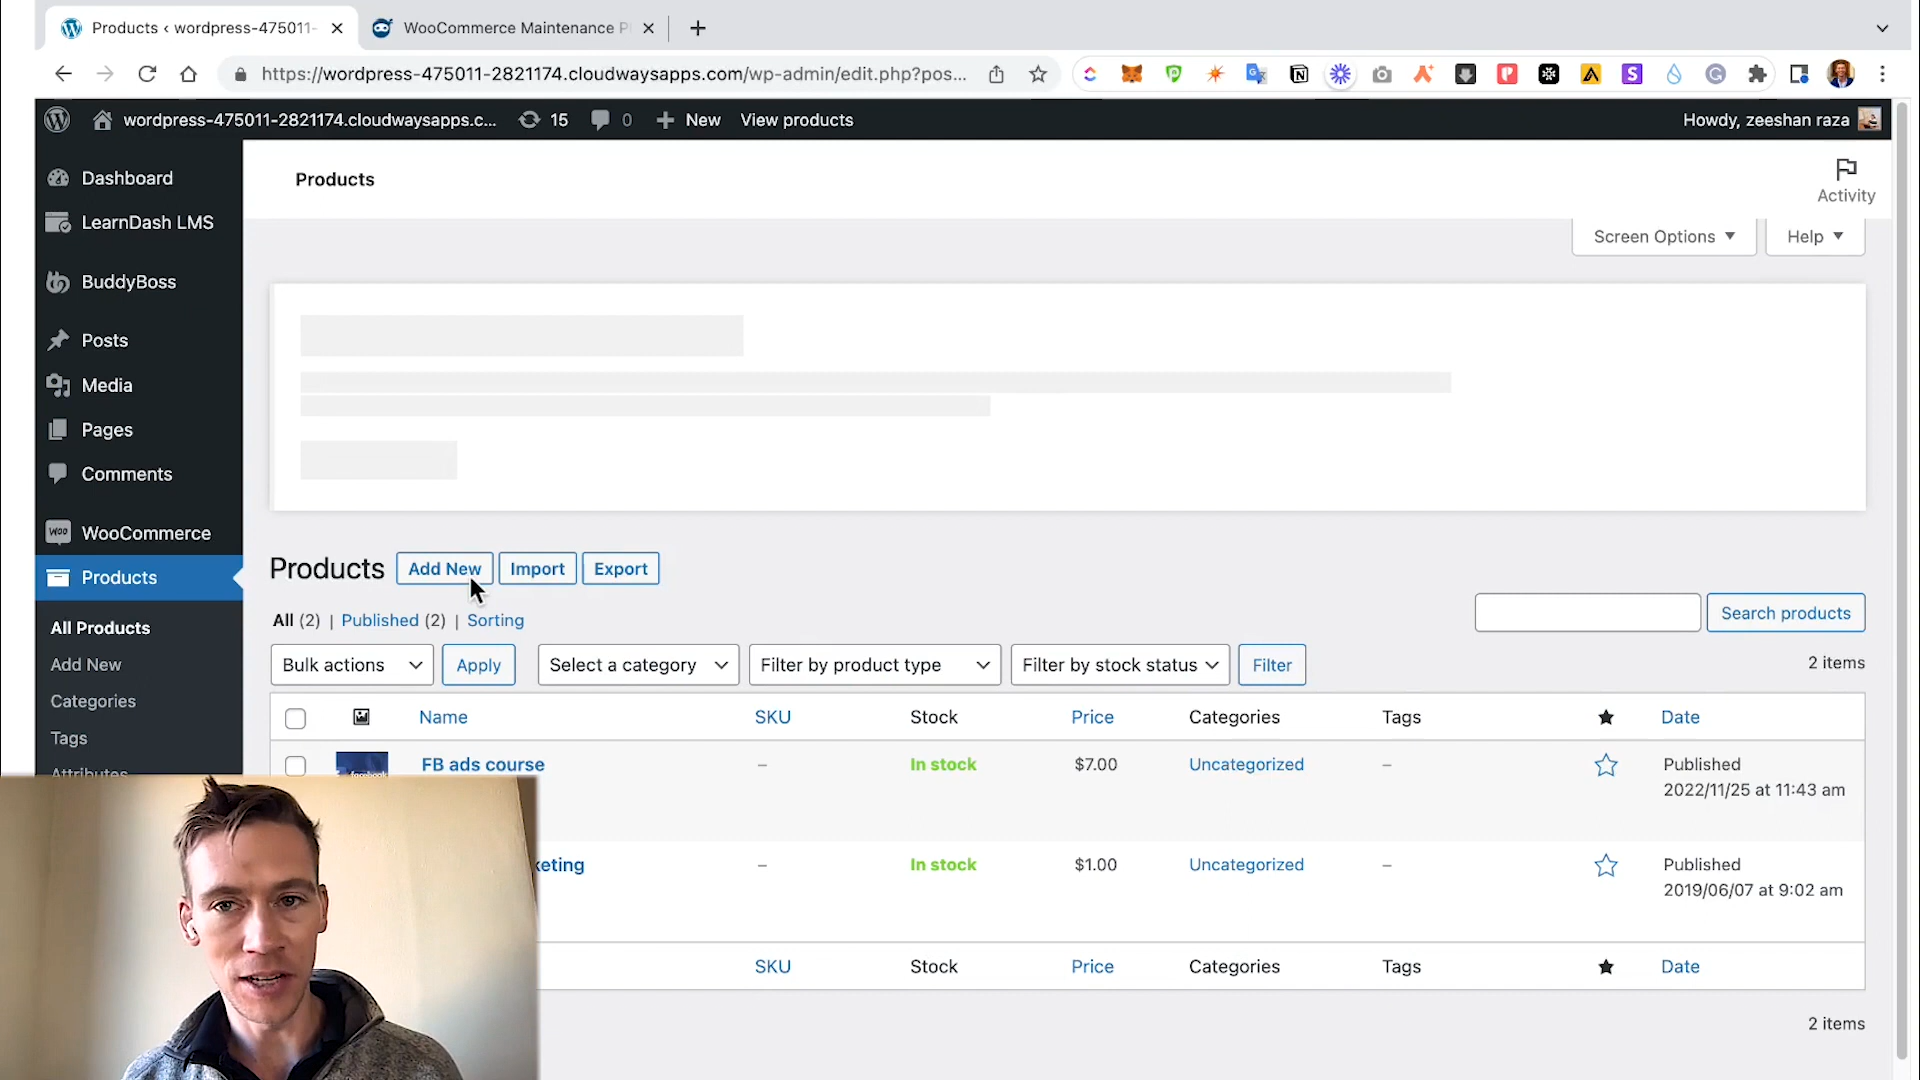 Products ‹ wordpress-475011-
WooCommerce Maintenance P
https://wordpress-475011-2821174.cloudwaysapps.com/wp-admin/edit.php?pos...
wordpress-475011-2821174.cloudwaysapps.c...
15
0
New
View products
Howdy, zeeshan raza
Dashboard
LearnDash LMS
BuddyBoss
Posts
Media
Pages
Comments
WooCommerce
Products
All Products
Add New
Categories
Tags
Attributes
Products
Activity
Screen Options
Help
Products
Add New
Import
Export
All (2) | Published (2) | Sorting
Search products
Bulk actions
Apply
Select a category
Filter by product type
Filter by stock status
Filter
2 items
Name SKU Stock Price Categories Tags Date
facebook
FB ads course – In stock $7.00 Uncategorized – Published
2022/11/25 at 11:43 am
keting – In stock $1.00 Uncategorized – Published
2019/06/07 at 9:02 am
SKU Stock Price Categories Tags Date
2 items